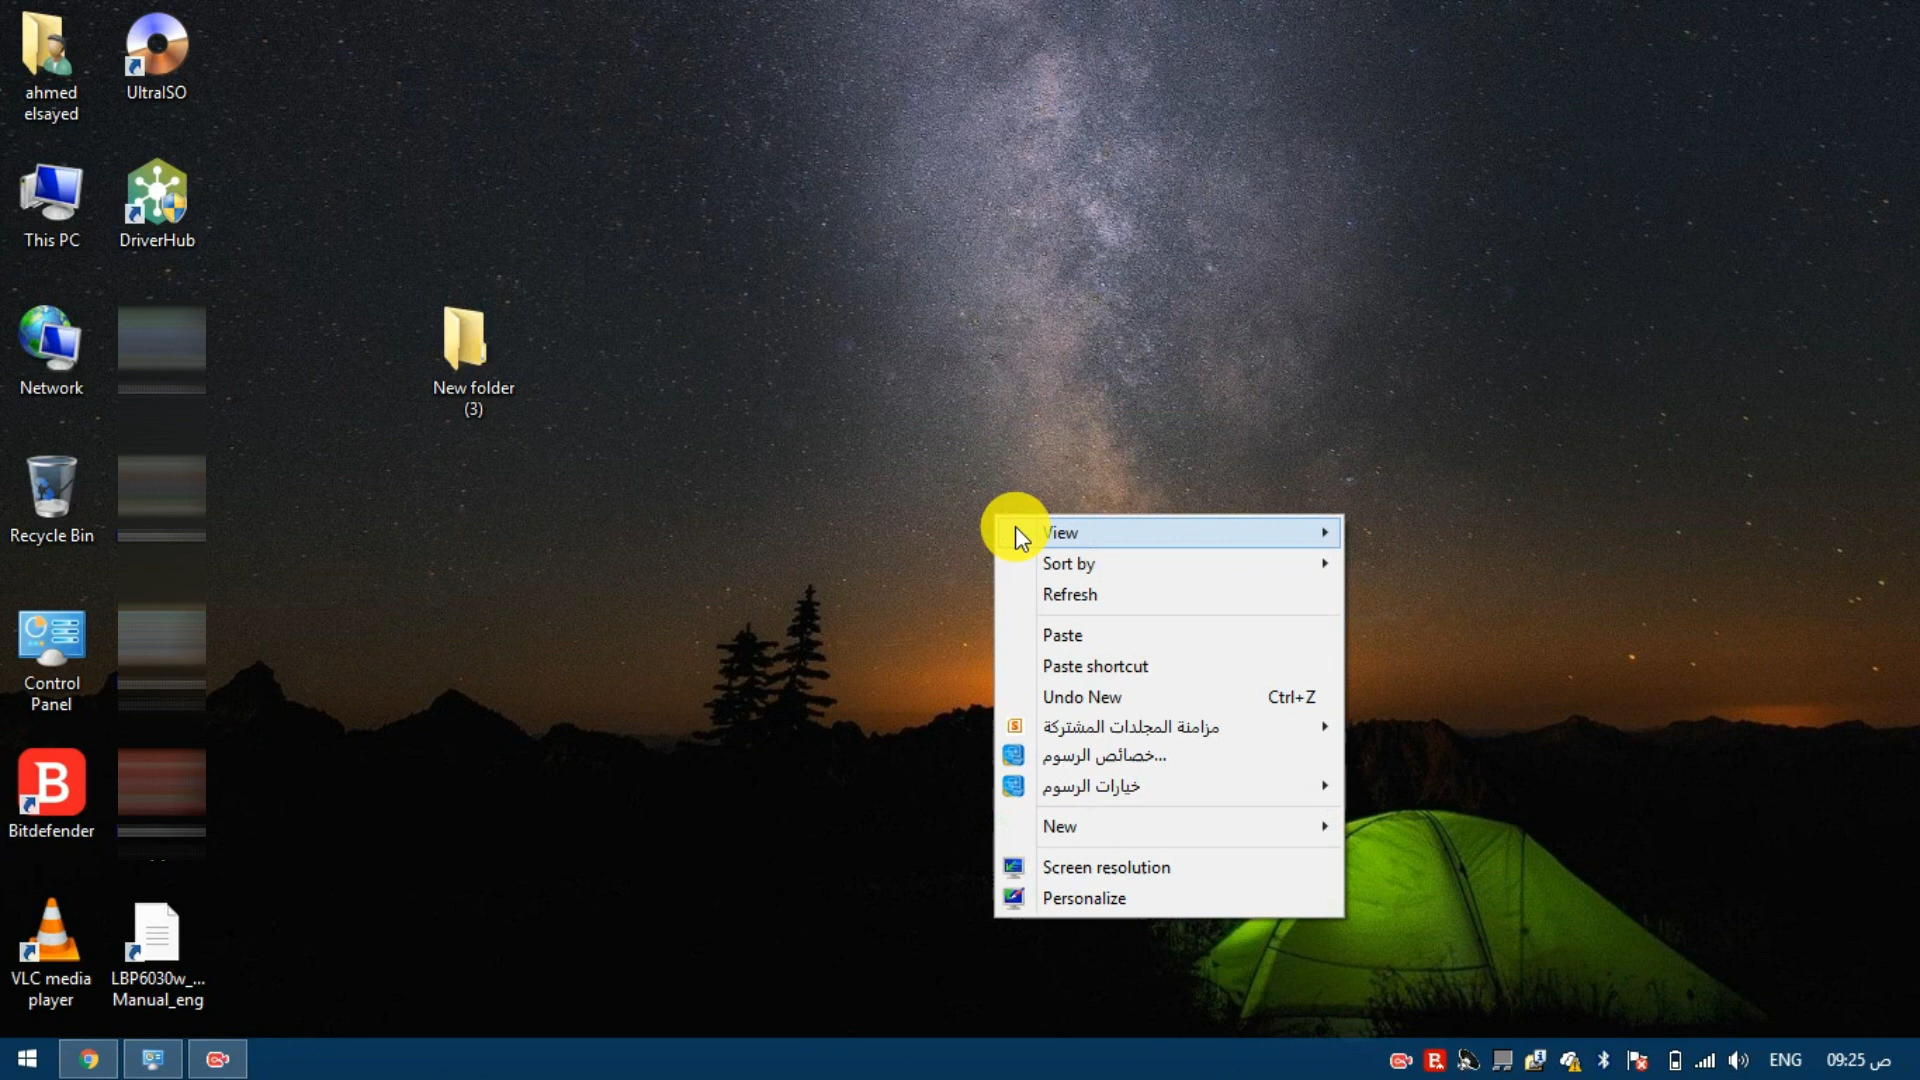 ahmed
elsayed
UltraISO
This PC
DriverHub
Network
New folder
(3)
Recycle Bin
Control
Panel
Bitdefender
VLC media
player
LBP6030w_...
Manual_eng
View
Sort by
Refresh
Paste
Paste shortcut
Undo New Ctrl+Z
مزامنة المجلدات المشتركة
خصائص الرسوم...
خيارات الرسوم
New
Screen resolution
Personalize
ENG
09:25 ص